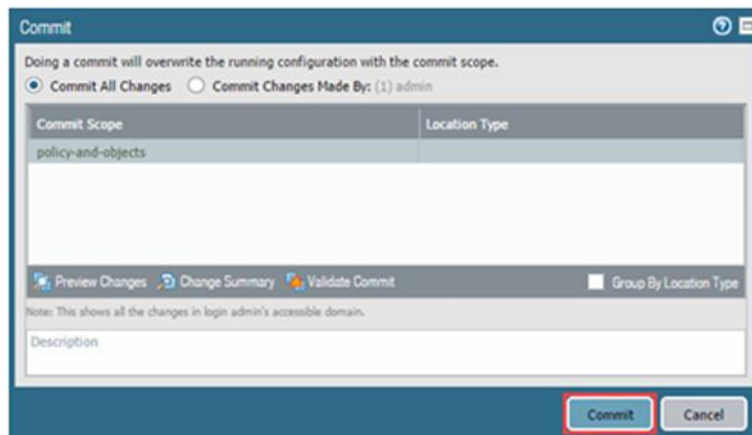 Commit
Doing a commit will overwrite the running configuration with the commit scope.
Commit All Changes Commit Changes Made By: (1) admin
Commit Scope Location Type
policy-and-objects
Preview Changes Change Summary Validate Commit Group By Location Type
Note: This shows all the changes in login admin's accessible domain.
Description
Commit Cancel